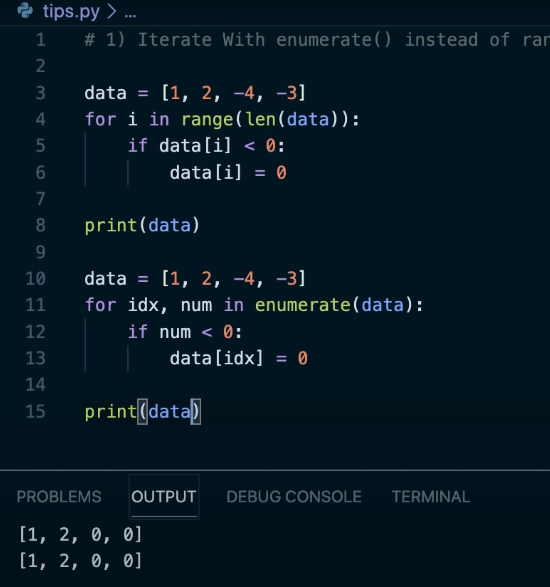 tips.py > ...
1 # 1) Iterate With enumerate() instead of
2
3 data = [1, 2, -4, -3]
4 for i in range(len(data)):
5     if data[i] < 0:
6         data[i] = 0
7
8 print(data)
9
10 data = [1, 2, -4, -3]
11 for idx, num in enumerate(data):
12     if num < 0:
13         data[idx] = 0
14
15 print(data)
PROBLEMS OUTPUT DEBUG CONSOLE TERMINAL
[1, 2, 0, 0]
[1, 2, 0, 0]